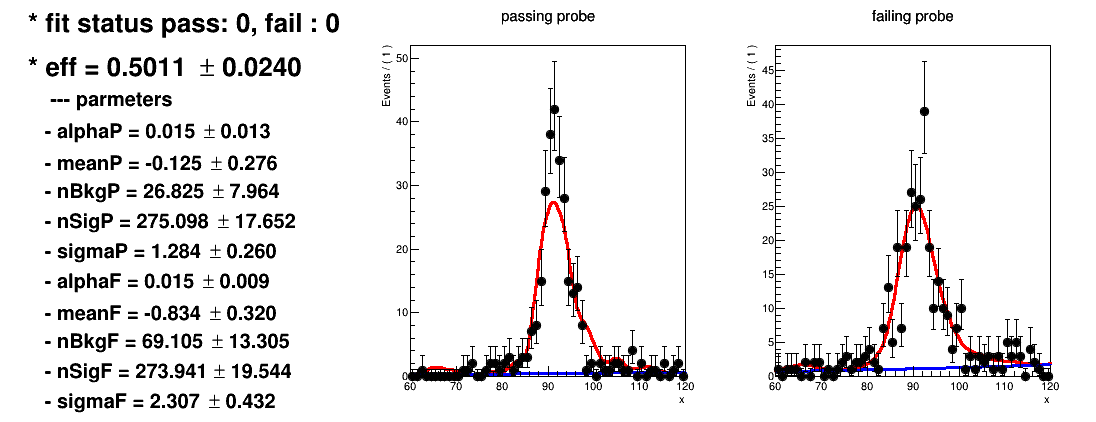 * fit status pass: 0, fail : 0
* eff = 0.5011 ± 0.0240
--- parmeters
- alphaP = 0.015 ± 0.013
- meanP = -0.125 ± 0.276
- nBkgP = 26.825 ± 7.964
- nSigP = 275.098 ± 17.652
- sigmaP = 1.284 ± 0.260
- alphaF = 0.015 ± 0.009
- meanF = -0.834 ± 0.320
- nBkgF = 69.105 ± 13.305
- nSigF = 273.941 ± 19.544
- sigmaF = 2.307 ± 0.432
passing probe
Events / ( 1 )
50
40
30
20
10
0
60 70 80 90 100 110 120
x
failing probe
Events / ( 1 )
45
40
35
30
25
20
15
10
5
0
60 70 80 90 100 110 120
x